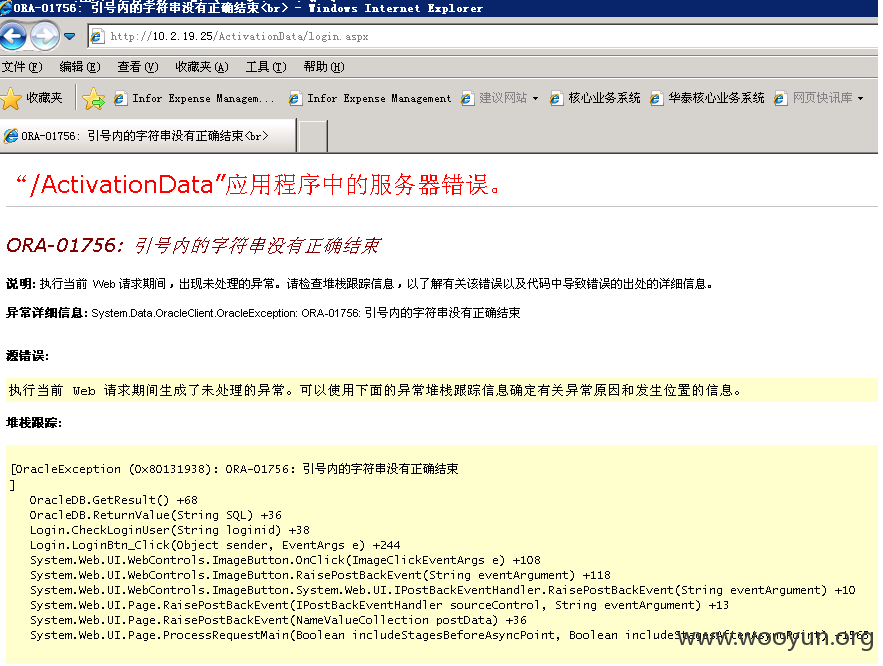 ORA-01756: 引号内的字符串没有正确结束<br> - Windows Internet Explorer
http://10.2.19.25/ActivationData/login.aspx
文件(F) 编辑(E) 查看(V) 收藏夹(A) 工具(T) 帮助(H)
收藏夹 Infor Expense Managem... Infor Expense Management 建议网站 核心业务系统 华泰核心业务系统 网页快讯库
ORA-01756: 引号内的字符串没有正确结束<br>
“/ActivationData”应用程序中的服务器错误。
ORA-01756: 引号内的字符串没有正确结束
说明: 执行当前 Web 请求期间，出现未处理的异常。请检查堆栈跟踪信息，以了解有关该错误以及代码中导致错误的出处的详细信息。
异常详细信息: System.Data.OracleClient.OracleException: ORA-01756: 引号内的字符串没有正确结束
源错误:
执行当前 Web 请求期间生成了未处理的异常。可以使用下面的异常堆栈跟踪信息确定有关异常原因和发生位置的信息。
堆栈跟踪:
[OracleException (0x80131938): ORA-01756: 引号内的字符串没有正确结束
]
OracleDB.GetResult() +68
OracleDB.ReturnValue(String SQL) +36
Login.CheckLoginUser(String loginid) +38
Login.LoginBtn_Click(Object sender, EventArgs e) +244
System.Web.UI.WebControls.ImageButton.OnClick(ImageClickEventArgs e) +108
System.Web.UI.WebControls.ImageButton.RaisePostBackEvent(String eventArgument) +118
System.Web.UI.WebControls.ImageButton.System.Web.UI.IPostBackEventHandler.RaisePostBackEvent(String eventArgument) +10
System.Web.UI.Page.RaisePostBackEvent(IPostBackEventHandler sourceControl, String eventArgument) +13
System.Web.UI.Page.RaisePostBackEvent(NameValueCollection postData) +36
System.Web.UI.Page.ProcessRequestMain(Boolean includeStagesBeforeAsyncPoint, Boolean includeStagesAfterAsyncPoint) +1565
www.wooyun.org